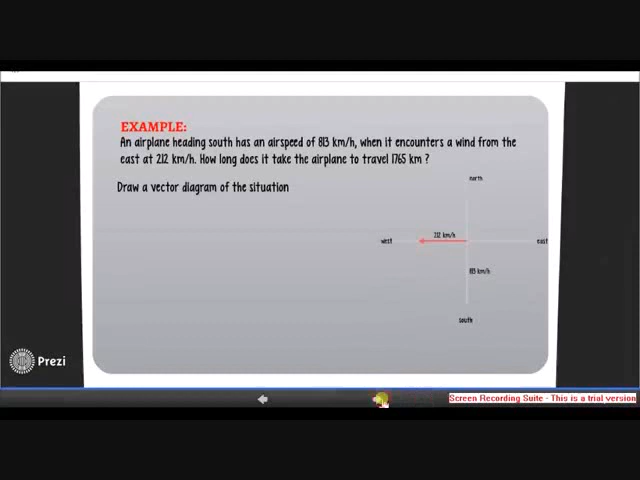 EXAMPLE:
An airplane heading south has an airspeed of 813 km/h, when it encounters a wind from the
east at 212 km/h. How long does it take the airplane to travel 1765 km ?
Draw a vector diagram of the situation
north
212 km/h
west
east
813 km/h
south
Prezi
Screen Recording Suite - This is a trial version